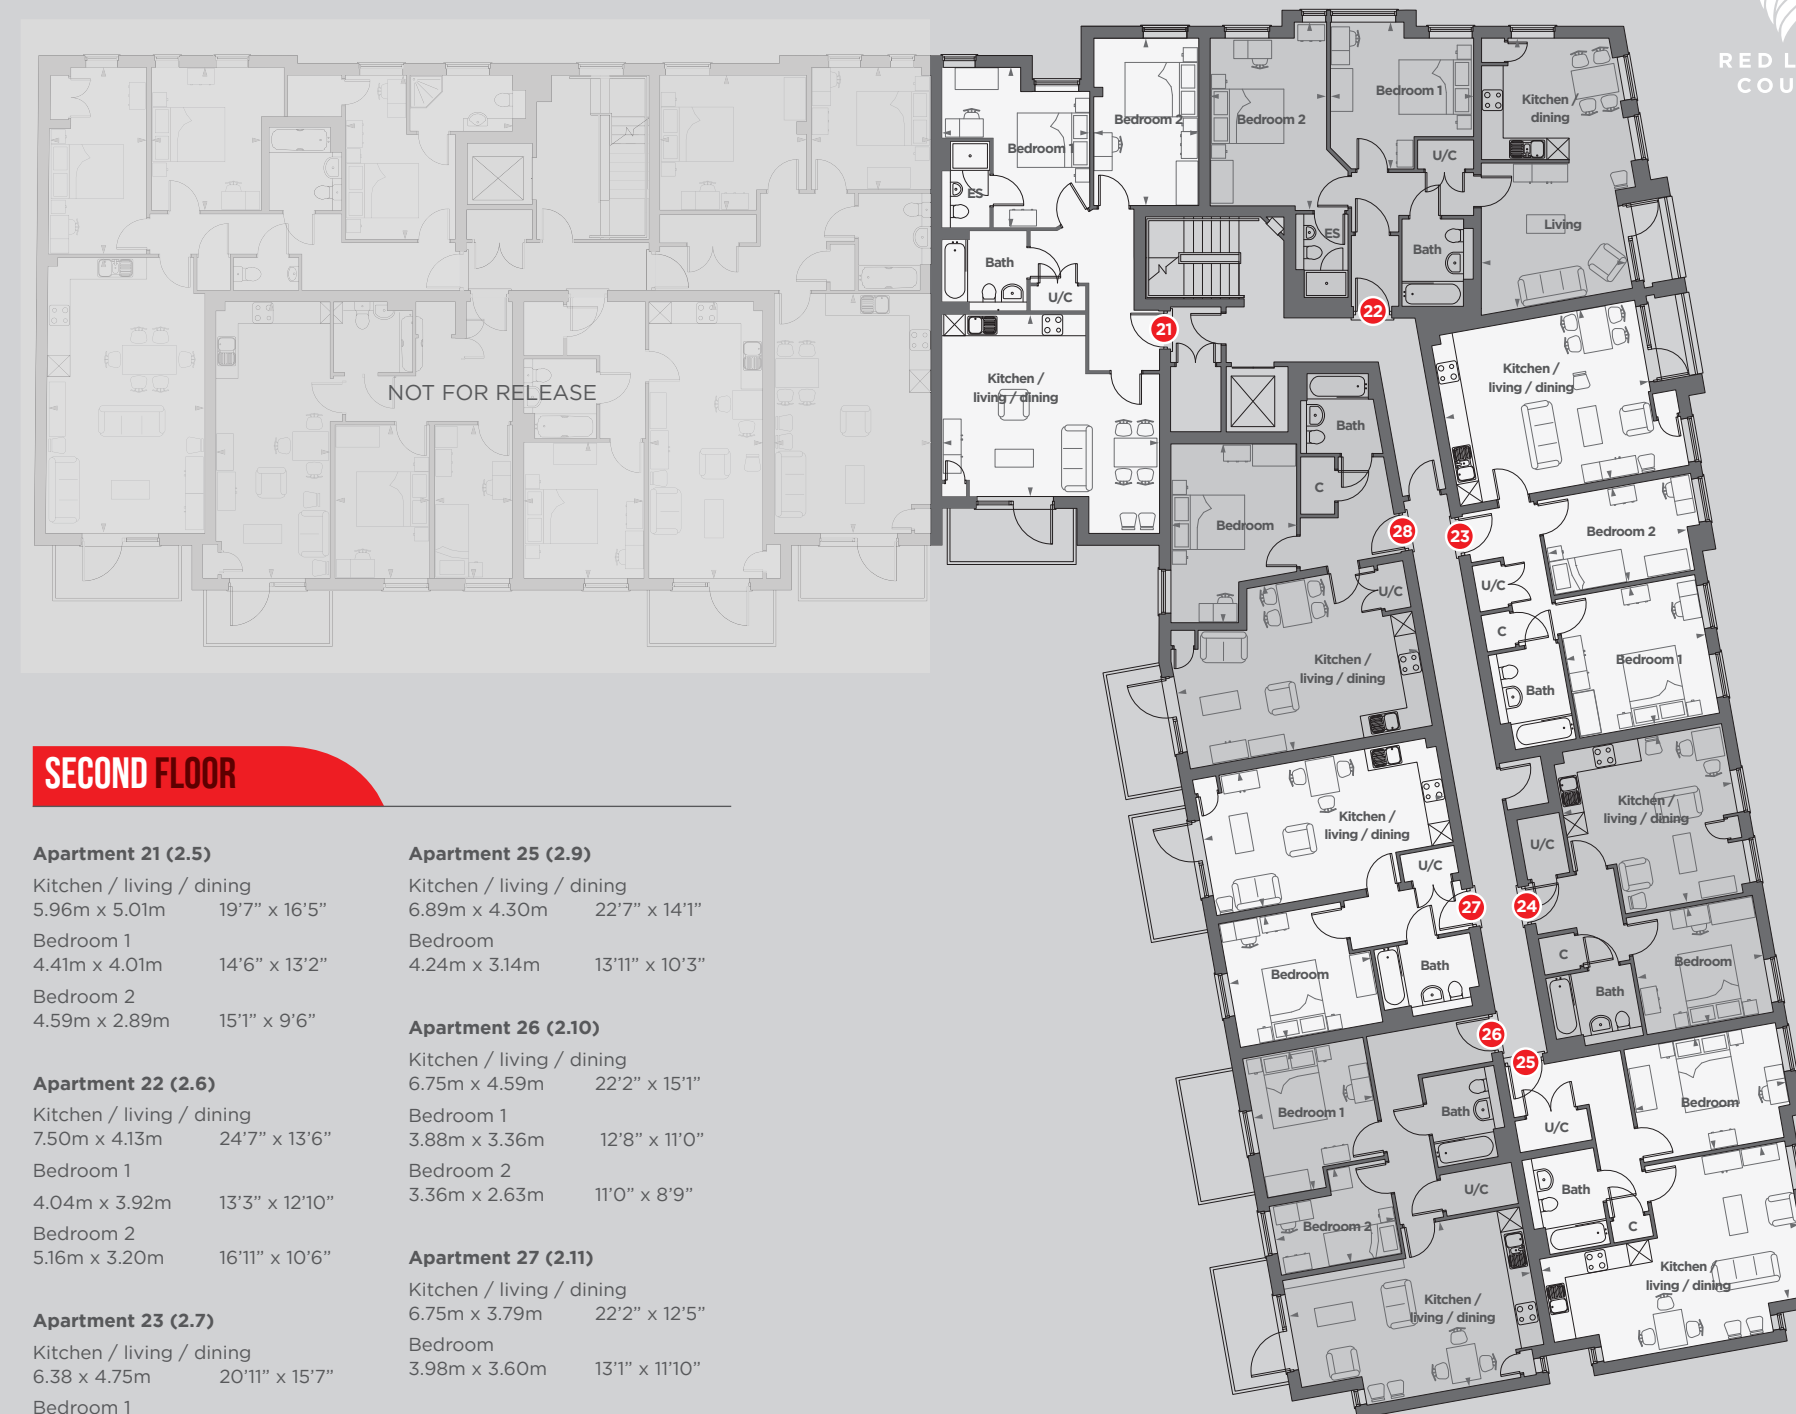 RED L
COU
Bedroom 2
Bedroom 1
ES
Bath
U/C
21
Kitchen /
living / dining
Bedroom 2
Bedroom 1
U/C
Kitchen /
dining
Living
ES
Bath
22
Kitchen /
living / dining
Bath
C
28
23
Bedroom
Bedroom 2
U/C
U/C
C
Kitchen /
living / dining
Bedroom 1
Bath
Kitchen /
living / dining
Kitchen /
living / dining
U/C
U/C
27
24
Bedroom
Bath
C
Bedroom
Bath
26
25
Bedroom 1
Bath
Bedroom
U/C
U/C
Bath
Bedroom 2
C
Kitchen /
living / dining
Kitchen /
living / dining
NOT FOR RELEASE
SECOND FLOOR
Apartment 21 (2.5)
Kitchen / living / dining
5.96m x 5.01m 19’7” x 16’5”
Bedroom 1
4.41m x 4.01m 14’6” x 13’2”
Bedroom 2
4.59m x 2.89m 15’1” x 9’6”
Apartment 22 (2.6)
Kitchen / living / dining
7.50m x 4.13m 24’7” x 13’6”
Bedroom 1
4.04m x 3.92m 13’3” x 12’10”
Bedroom 2
5.16m x 3.20m 16’11” x 10’6”
Apartment 23 (2.7)
Kitchen / living / dining
6.38 x 4.75m 20’11” x 15’7”
Bedroom 1
Apartment 25 (2.9)
Kitchen / living / dining
6.89m x 4.30m 22’7” x 14’1”
Bedroom
4.24m x 3.14m 13’11” x 10’3”
Apartment 26 (2.10)
Kitchen / living / dining
6.75m x 4.59m 22’2” x 15’1”
Bedroom 1
3.88m x 3.36m 12’8” x 11’0”
Bedroom 2
3.36m x 2.63m 11’0” x 8’9”
Apartment 27 (2.11)
Kitchen / living / dining
6.75m x 3.79m 22’2” x 12’5”
Bedroom
3.98m x 3.60m 13’1” x 11’10”